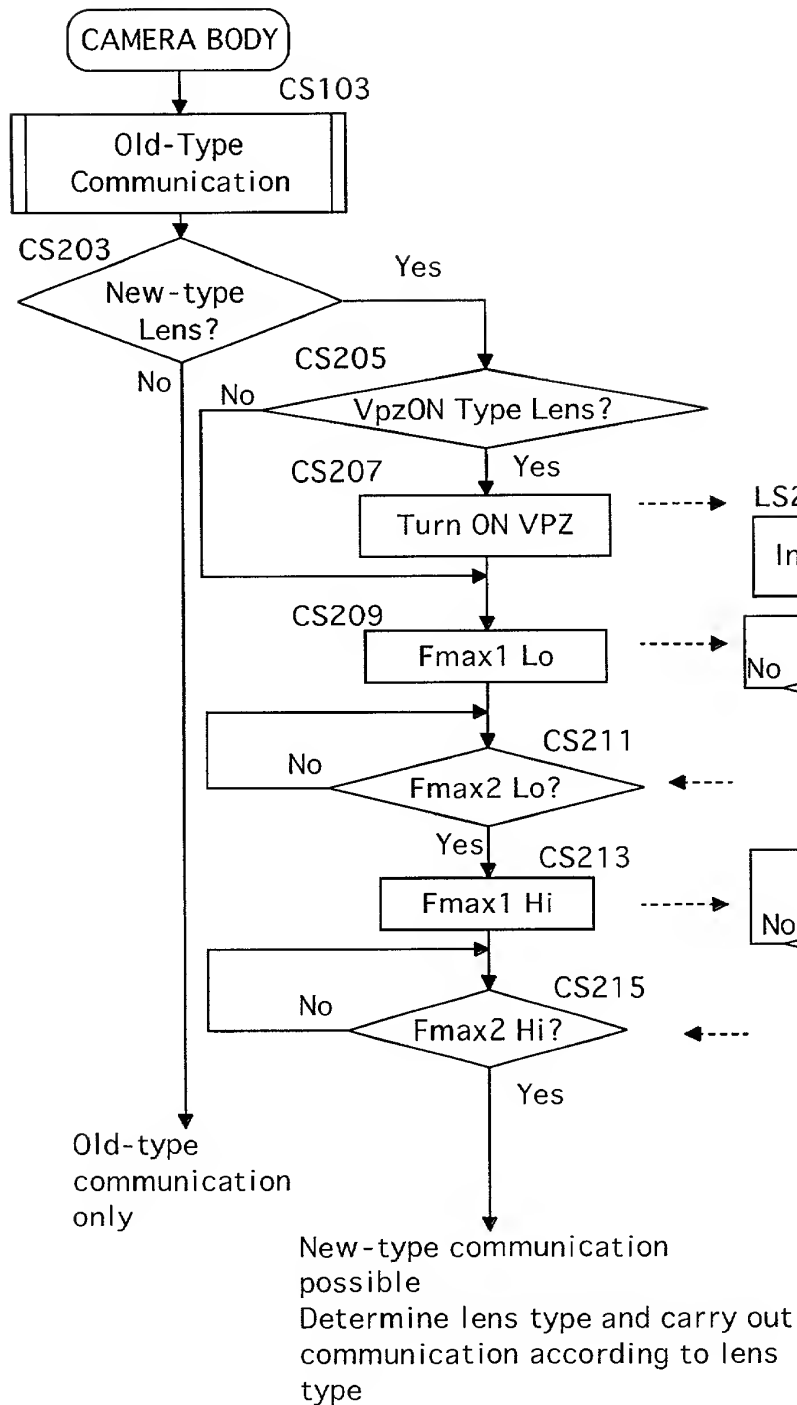 CAMERA BODY
CS103
Old-Type
Communication
CS203
New-type
Lens?
Yes
No
CS205
VpzON Type Lens?
No
Yes
CS207
Turn ON VPZ
LS2
In
CS209
Fmax1 Lo
No
CS211
Fmax2 Lo?
No
Yes
CS213
Fmax1 Hi
No
CS215
Fmax2 Hi?
No
Yes
Old-type
communication
only
New-type communication
possible
Determine lens type and carry out
communication according to lens
type